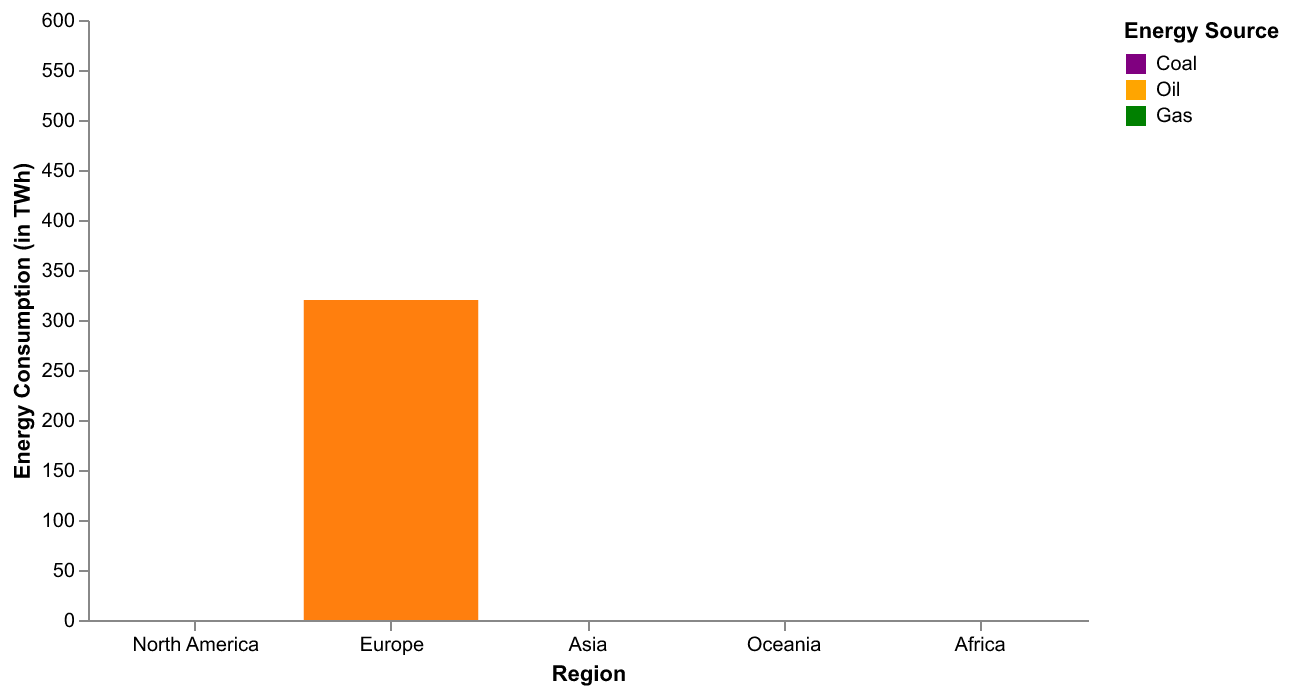 600
550
500
450
400
350
300
250
200
150
100
50
0
Energy Consumption (in TWh)
North America Europe Asia Oceania Africa
Region
Energy Source
Coal
Oil
Gas